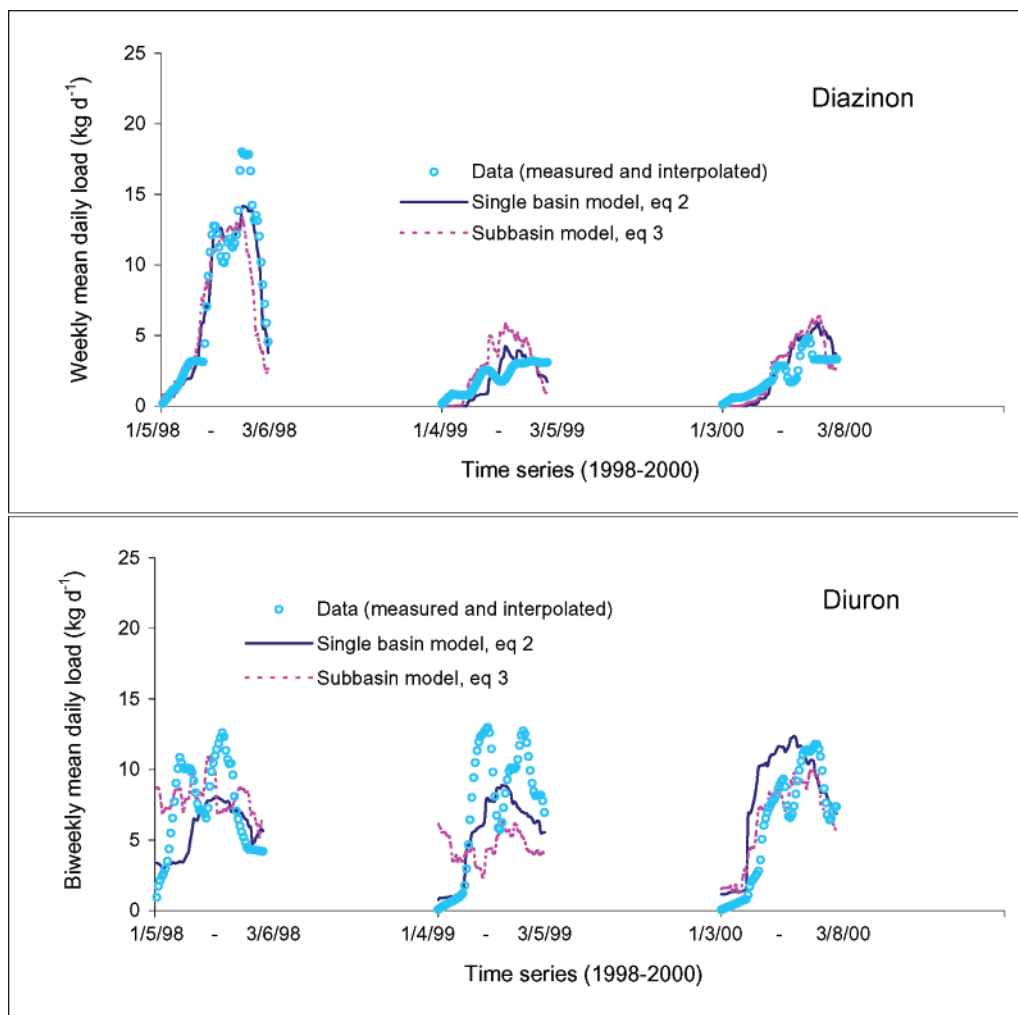 Diazinon
Weekly mean daily load (kg d⁻¹)
25
20
15
10
5
0
Data (measured and interpolated)
Single basin model, eq 2
Subbasin model, eq 3
1/5/98 - 3/6/98 1/4/99 - 3/5/99 1/3/00 - 3/8/00
Time series (1998-2000)
Diuron
Biweekly mean daily load (kg d⁻¹)
25
20
15
10
5
0
Data (measured and interpolated)
Single basin model, eq 2
Subbasin model, eq 3
1/5/98 - 3/6/98 1/4/99 - 3/5/99 1/3/00 - 3/8/00
Time series (1998-2000)